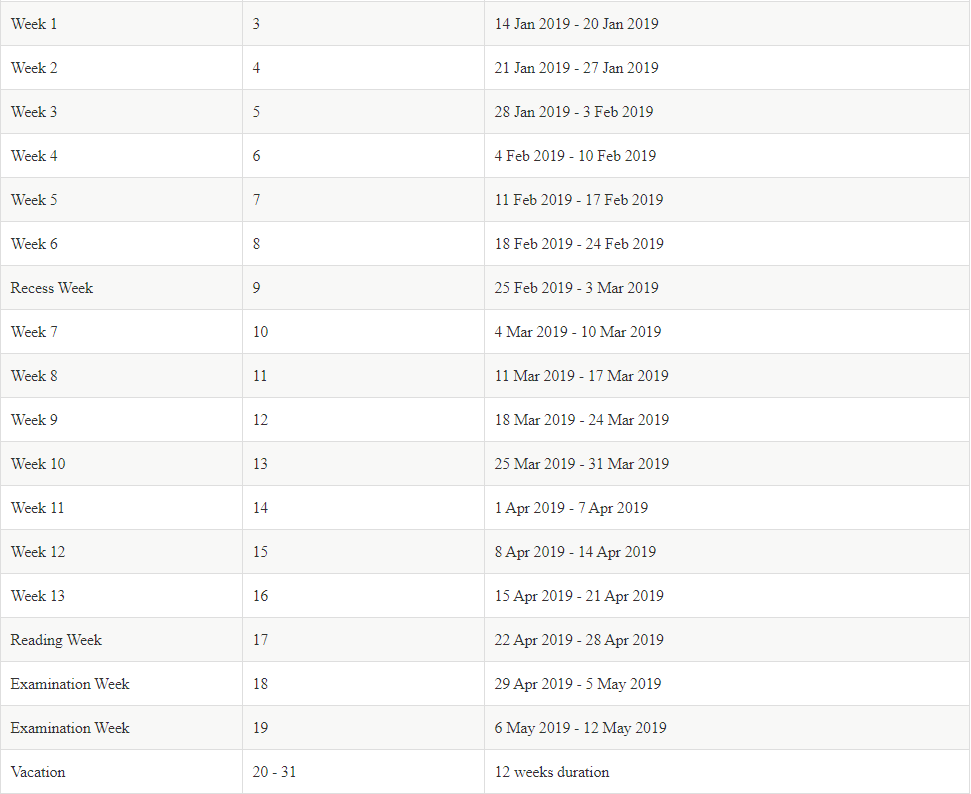 Week 1 3 14 Jan 2019 - 20 Jan 2019
Week 2 4 21 Jan 2019 - 27 Jan 2019
Week 3 5 28 Jan 2019 - 3 Feb 2019
Week 4 6 4 Feb 2019 - 10 Feb 2019
Week 5 7 11 Feb 2019 - 17 Feb 2019
Week 6 8 18 Feb 2019 - 24 Feb 2019
Recess Week 9 25 Feb 2019 - 3 Mar 2019
Week 7 10 4 Mar 2019 - 10 Mar 2019
Week 8 11 11 Mar 2019 - 17 Mar 2019
Week 9 12 18 Mar 2019 - 24 Mar 2019
Week 10 13 25 Mar 2019 - 31 Mar 2019
Week 11 14 1 Apr 2019 - 7 Apr 2019
Week 12 15 8 Apr 2019 - 14 Apr 2019
Week 13 16 15 Apr 2019 - 21 Apr 2019
Reading Week 17 22 Apr 2019 - 28 Apr 2019
Examination Week 18 29 Apr 2019 - 5 May 2019
Examination Week 19 6 May 2019 - 12 May 2019
Vacation 20 - 31 12 weeks duration